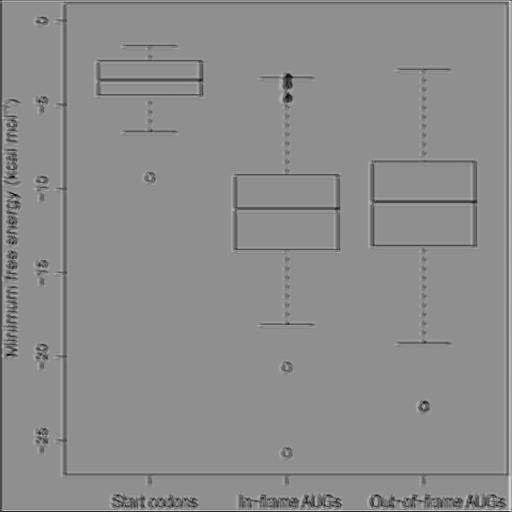 Minimum free energy (kcal mol⁻¹)
0
−5
−10
−15
−20
−25
Start codons
In−frame AUGs
Out−of−frame AUGs